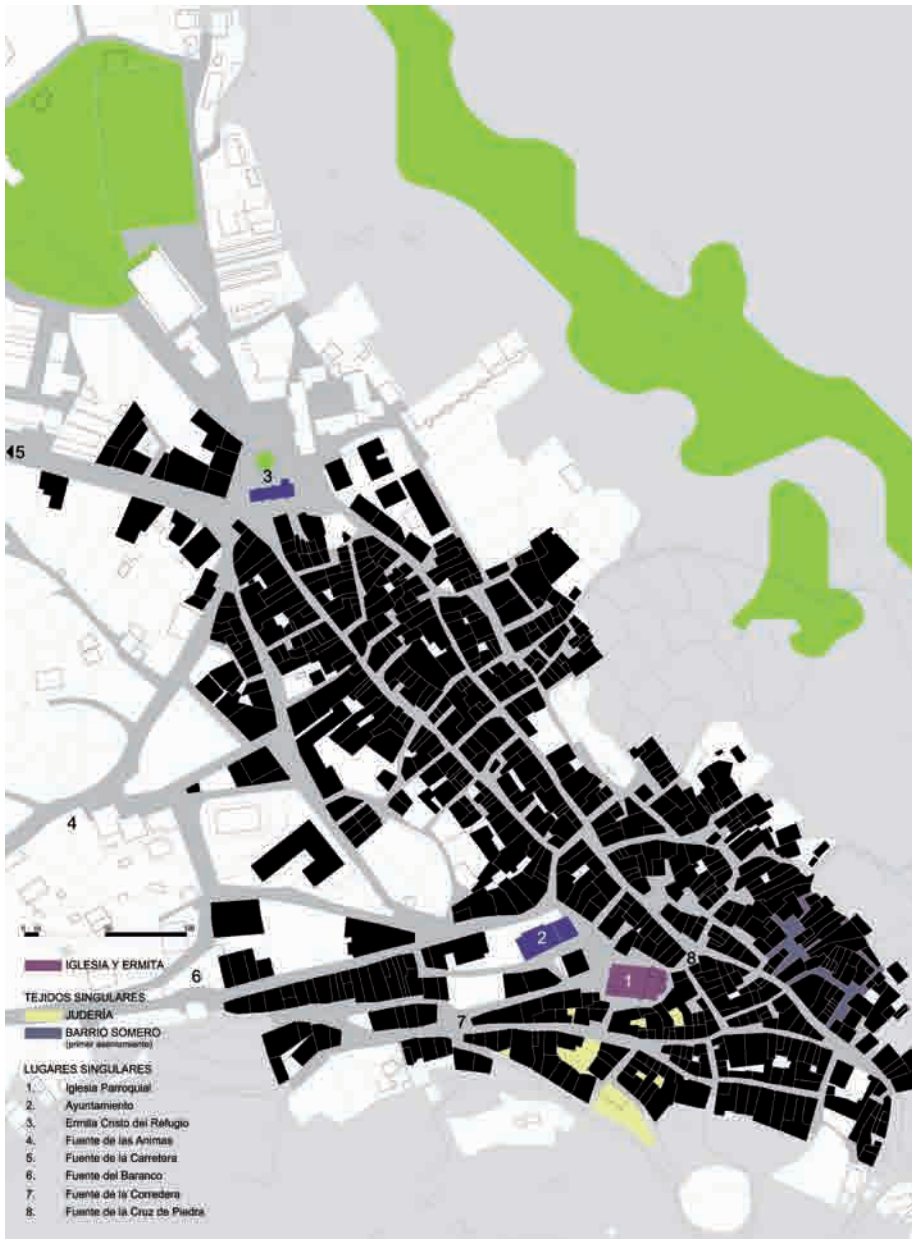 5
3
4
2
8
1
6
7
IGLESIA Y ERMITA
TEJIDOS SINGULARES
JUDERÍA
BARRIO SOMERO
(primer asentamiento)
LUGARES SINGULARES
1. Iglesia Parroquial
2. Ayuntamiento
3. Ermita Cristo del Refugio
4. Fuente de las Animas
5. Fuente de la Carretera
6. Fuente del Baranco
7. Fuente de la Corredera
8. Fuente de la Cruz de Piedra